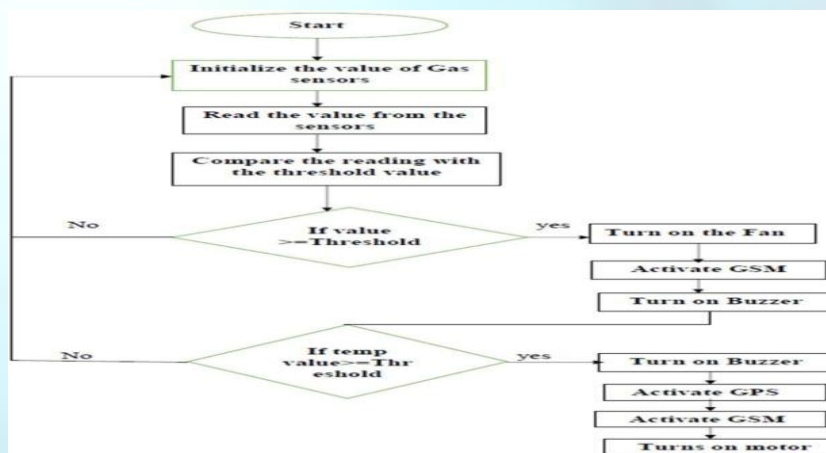 Start
Initialize the value of Gas
sensors
Read the value from the
sensors
Compare the reading with
the threshold value
No
If value
>=Threshold
yes
Turn on the Fan
Activate GSM
Turn on Buzzer
No
If temp
value>=Thr
eshold
yes
Turn on Buzzer
Activate GPS
Activate GSM
Turns on motor